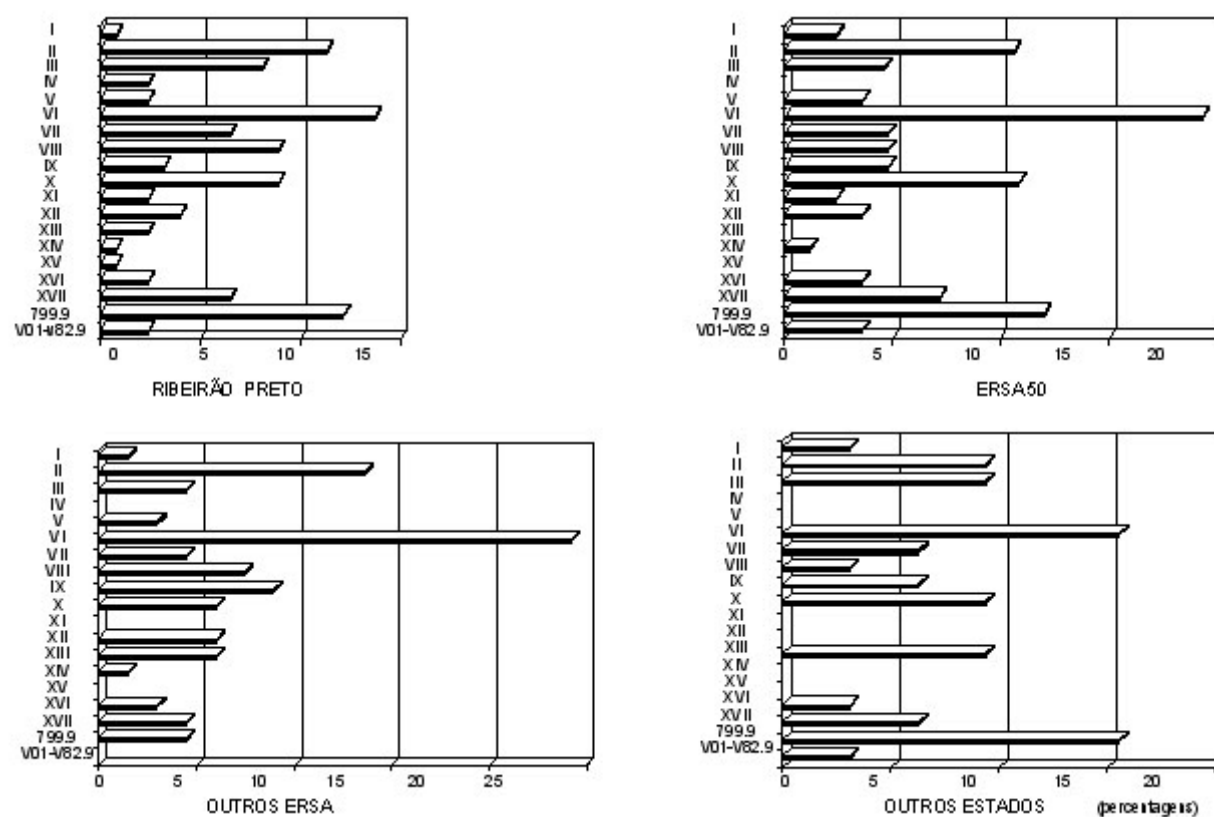 I
II
III
IV
V
VI
VII
VIII
IX
X
XI
XII
XIII
XIV
XV
XVI
XVII
799.9
V01-V82.9
0 5 10 15
RIBEIRÃO PRETO
I
II
III
IV
V
VI
VII
VIII
IX
X
XI
XII
XIII
XIV
XV
XVI
XVII
799.9
V01-V82.9
0 5 10 15 20
ERSA50
I
II
III
IV
V
VI
VII
VIII
IX
X
XI
XII
XIII
XIV
XV
XVI
XVII
799.9
V01-V82.9
0 5 10 15 20 25
OUTROS ERSA
I
II
III
IV
V
VI
VII
VIII
IX
X
XI
XII
XIII
XIV
XV
XVI
XVII
799.9
V01-V82.9
0 5 10 15 20
OUTROS ESTADOS (percentagens)